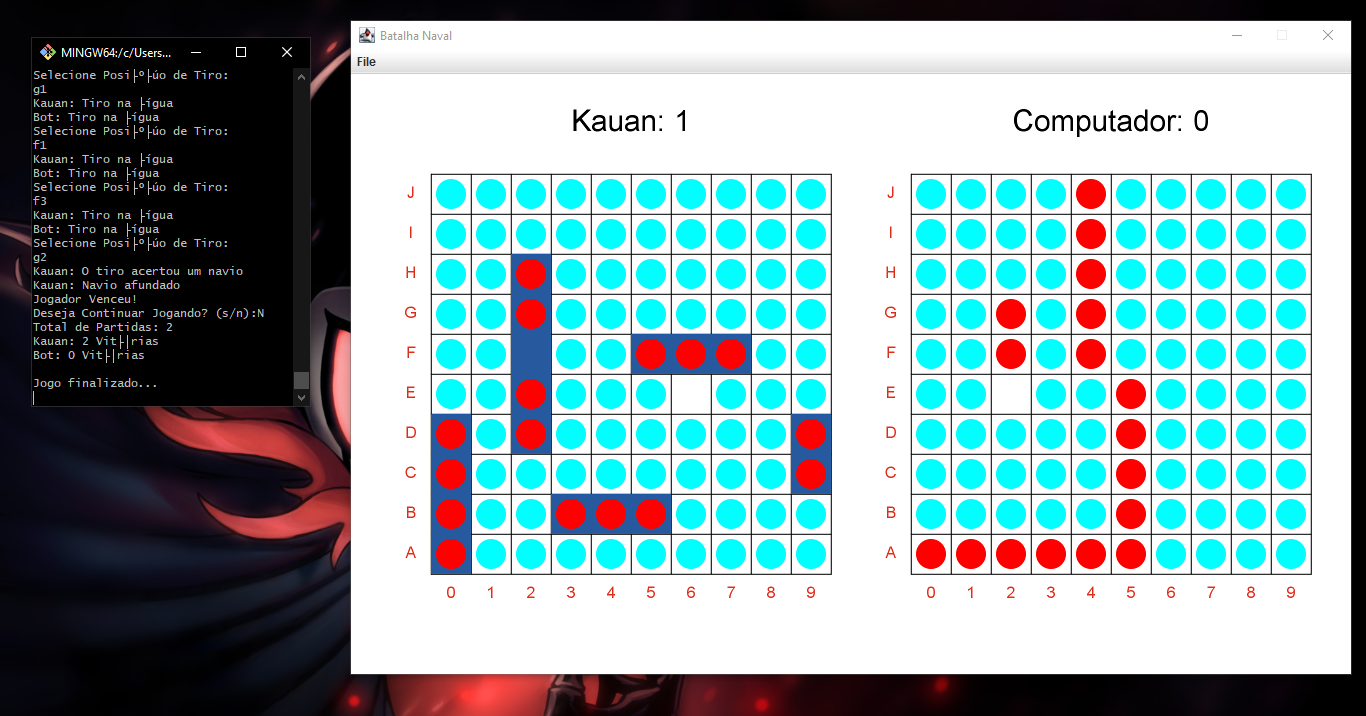 MINGW64:/c/Users...
Selecione Posi├º├úo de Tiro:
g1
Kauan: Tiro na ├ígua
Bot: Tiro na ├ígua
Selecione Posi├º├úo de Tiro:
f1
Kauan: Tiro na ├ígua
Bot: Tiro na ├ígua
Selecione Posi├º├úo de Tiro:
f3
Kauan: Tiro na ├ígua
Bot: Tiro na ├ígua
Selecione Posi├º├úo de Tiro:
g2
Kauan: O tiro acertou um navio
Kauan: Navio afundado
Jogador Venceu!
Deseja Continuar Jogando? (s/n):N
Total de Partidas: 2
Kauan: 2 Vit├│rias
Bot: 0 Vit├│rias
Jogo finalizado...
Batalha Naval
File
Kauan: 1
J
I
H
G
F
E
D
C
B
A
0 1 2 3 4 5 6 7 8 9
Computador: 0
J
I
H
G
F
E
D
C
B
A
0 1 2 3 4 5 6 7 8 9